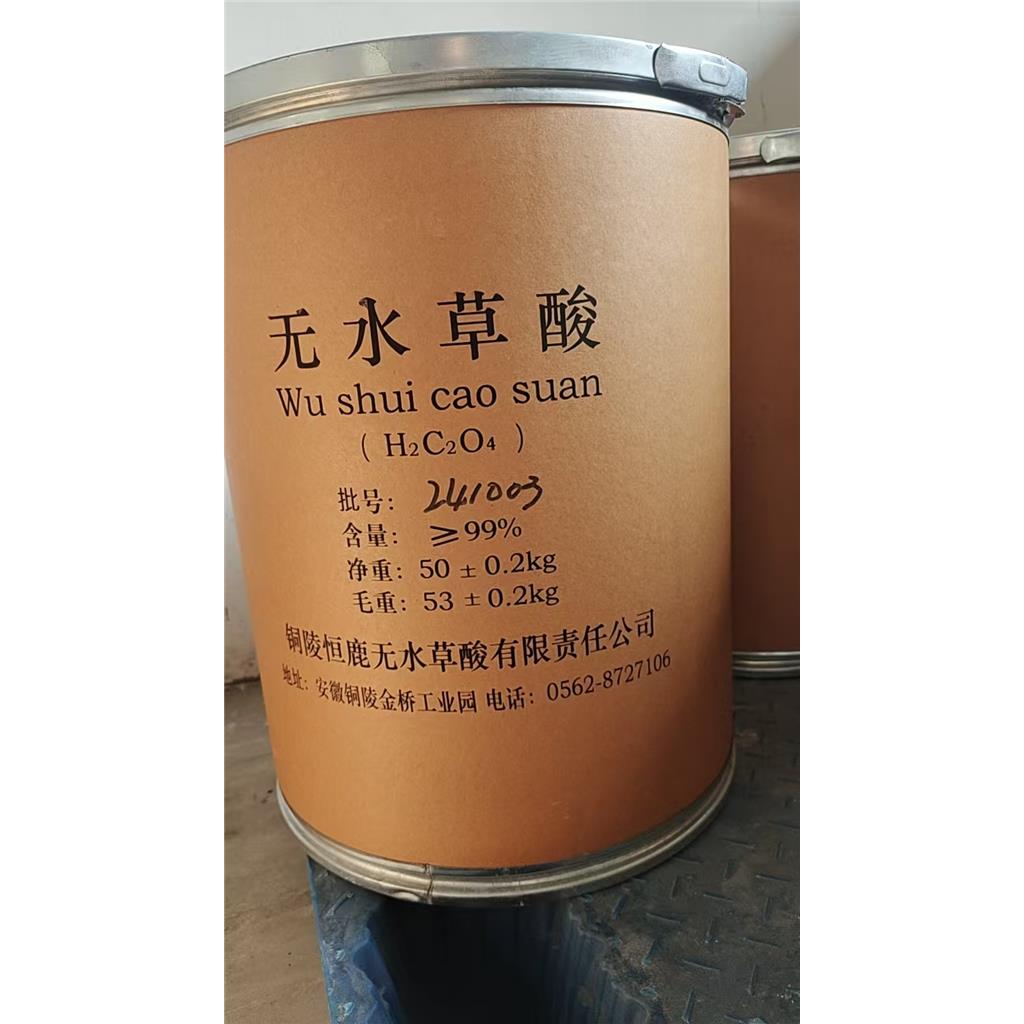 无水草酸
Wu shui cao suan
( H₂C₂O₄ )
批号: 241003
含量: ≥99%
净重: 50 ± 0.2kg
毛重: 53 ± 0.2kg
铜陵恒鹿无水草酸有限责任公司
地址: 安徽铜陵金桥工业园 电话: 0562-8727106